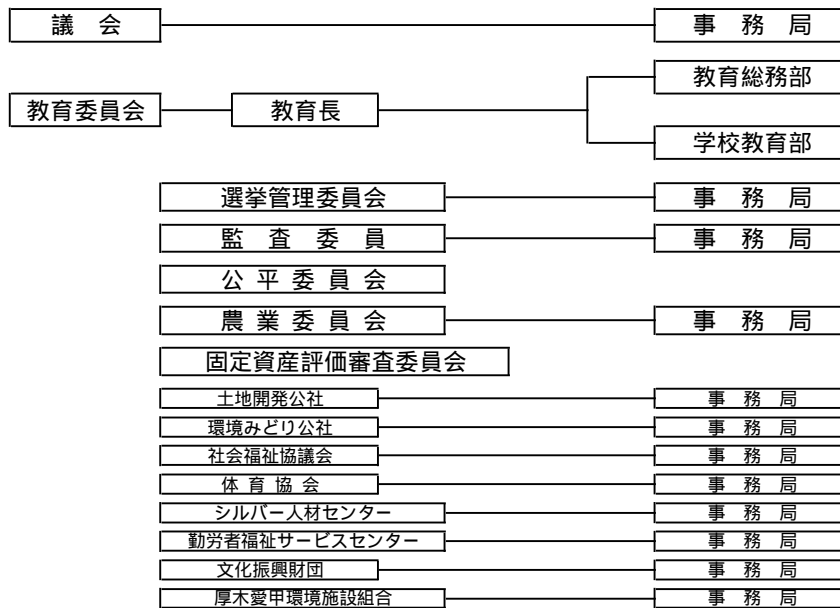 議 会 事 務 局
教育総務部
教育委員会 教育長
学校教育部
選挙管理委員会 事 務 局
監 査 委 員 事 務 局
公 平 委 員 会
農 業 委 員 会 事 務 局
固定資産評価審査委員会
土地開発公社 事 務 局
環境みどり公社 事 務 局
社会福祉協議会 事 務 局
体 育 協 会 事 務 局
シルバー人材センター 事 務 局
勤労者福祉サービスセンター 事 務 局
文化振興財団 事 務 局
厚木愛甲環境施設組合 事 務 局